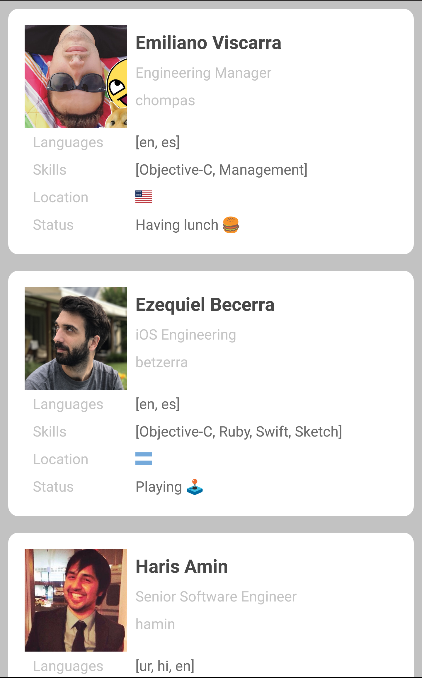 Emiliano Viscarra
Engineering Manager
chompas
Languages [en, es]
Skills [Objective-C, Management]
Location 🇺🇸
Status Having lunch 🍔
Ezequiel Becerra
iOS Engineering
betzerra
Languages [en, es]
Skills [Objective-C, Ruby, Swift, Sketch]
Location
Status Playing 🕹️
Haris Amin
Senior Software Engineer
hamin
Languages [ur, hi, en]